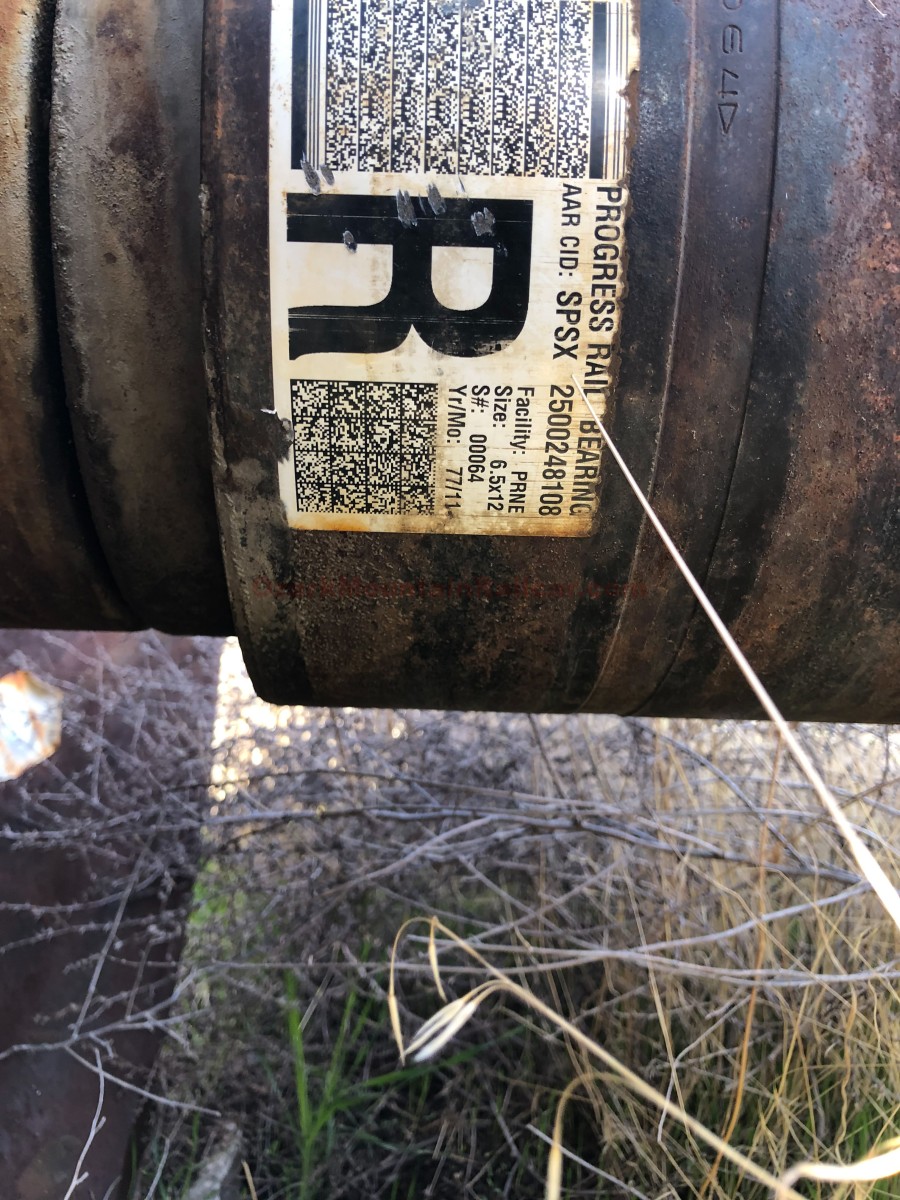 PROGRESS RAIL BEARING
AAR CID: SPSX 2500248108
R
Facility: PRNE
Size: 6.5x12
S#: 00064
Yr/Mo: 77/11